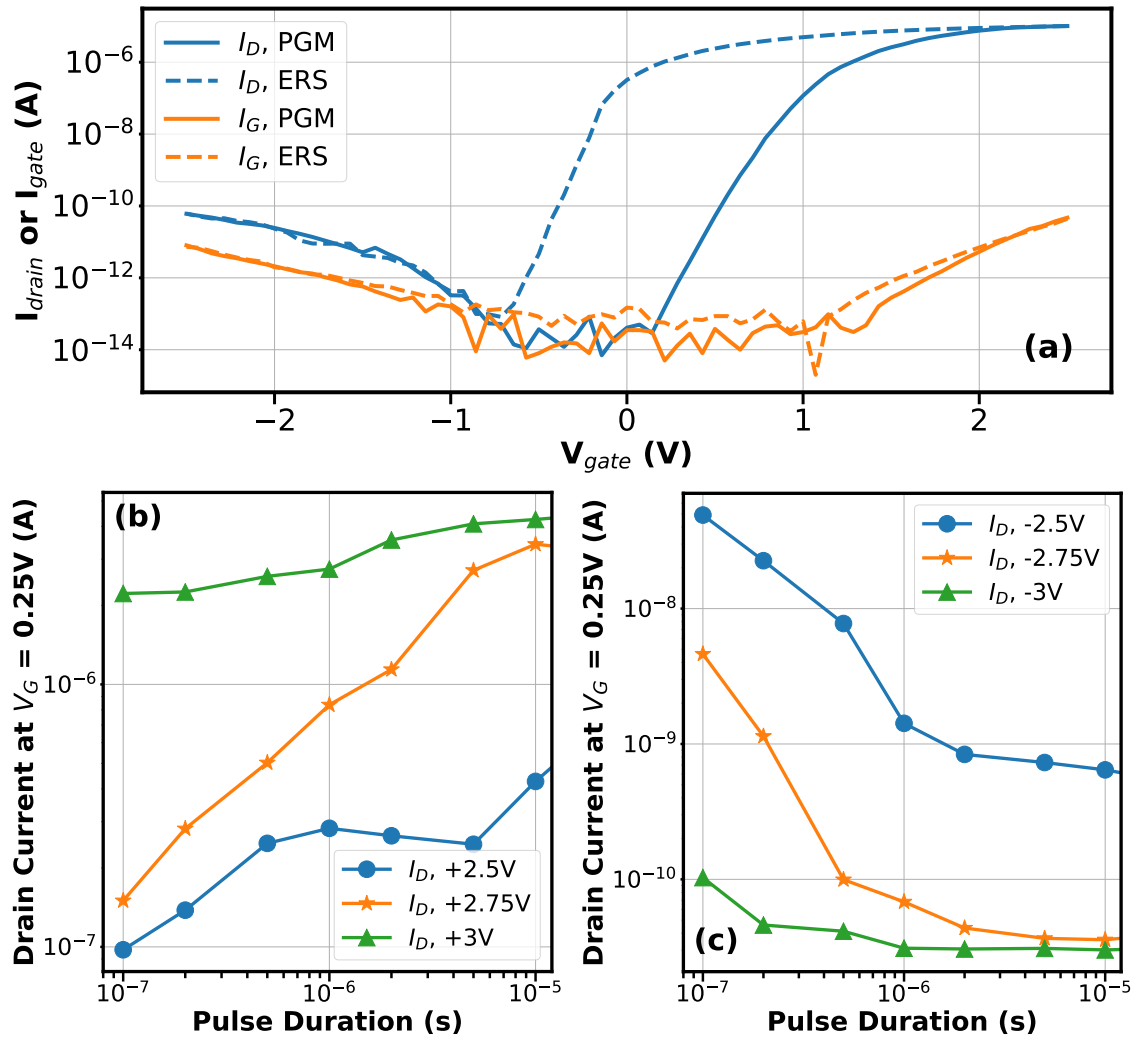 I_D, PGM
I_D, ERS
I_G, PGM
I_G, ERS
10⁻⁶
10⁻⁸
10⁻¹⁰
10⁻¹²
10⁻¹⁴
I_drain or I_gate (A)
(a)
−2
−1
0
1
2
V_gate (V)
(b)
10⁻⁶
10⁻⁷
Drain Current at V_G = 0.25V (A)
I_D, +2.5V
I_D, +2.75V
I_D, +3V
10⁻⁷
10⁻⁶
10⁻⁵
Pulse Duration (s)
I_D, -2.5V
I_D, -2.75V
I_D, -3V
10⁻⁸
10⁻⁹
10⁻¹⁰
Drain Current at V_G = 0.25V (A)
(c)
10⁻⁷
10⁻⁶
10⁻⁵
Pulse Duration (s)